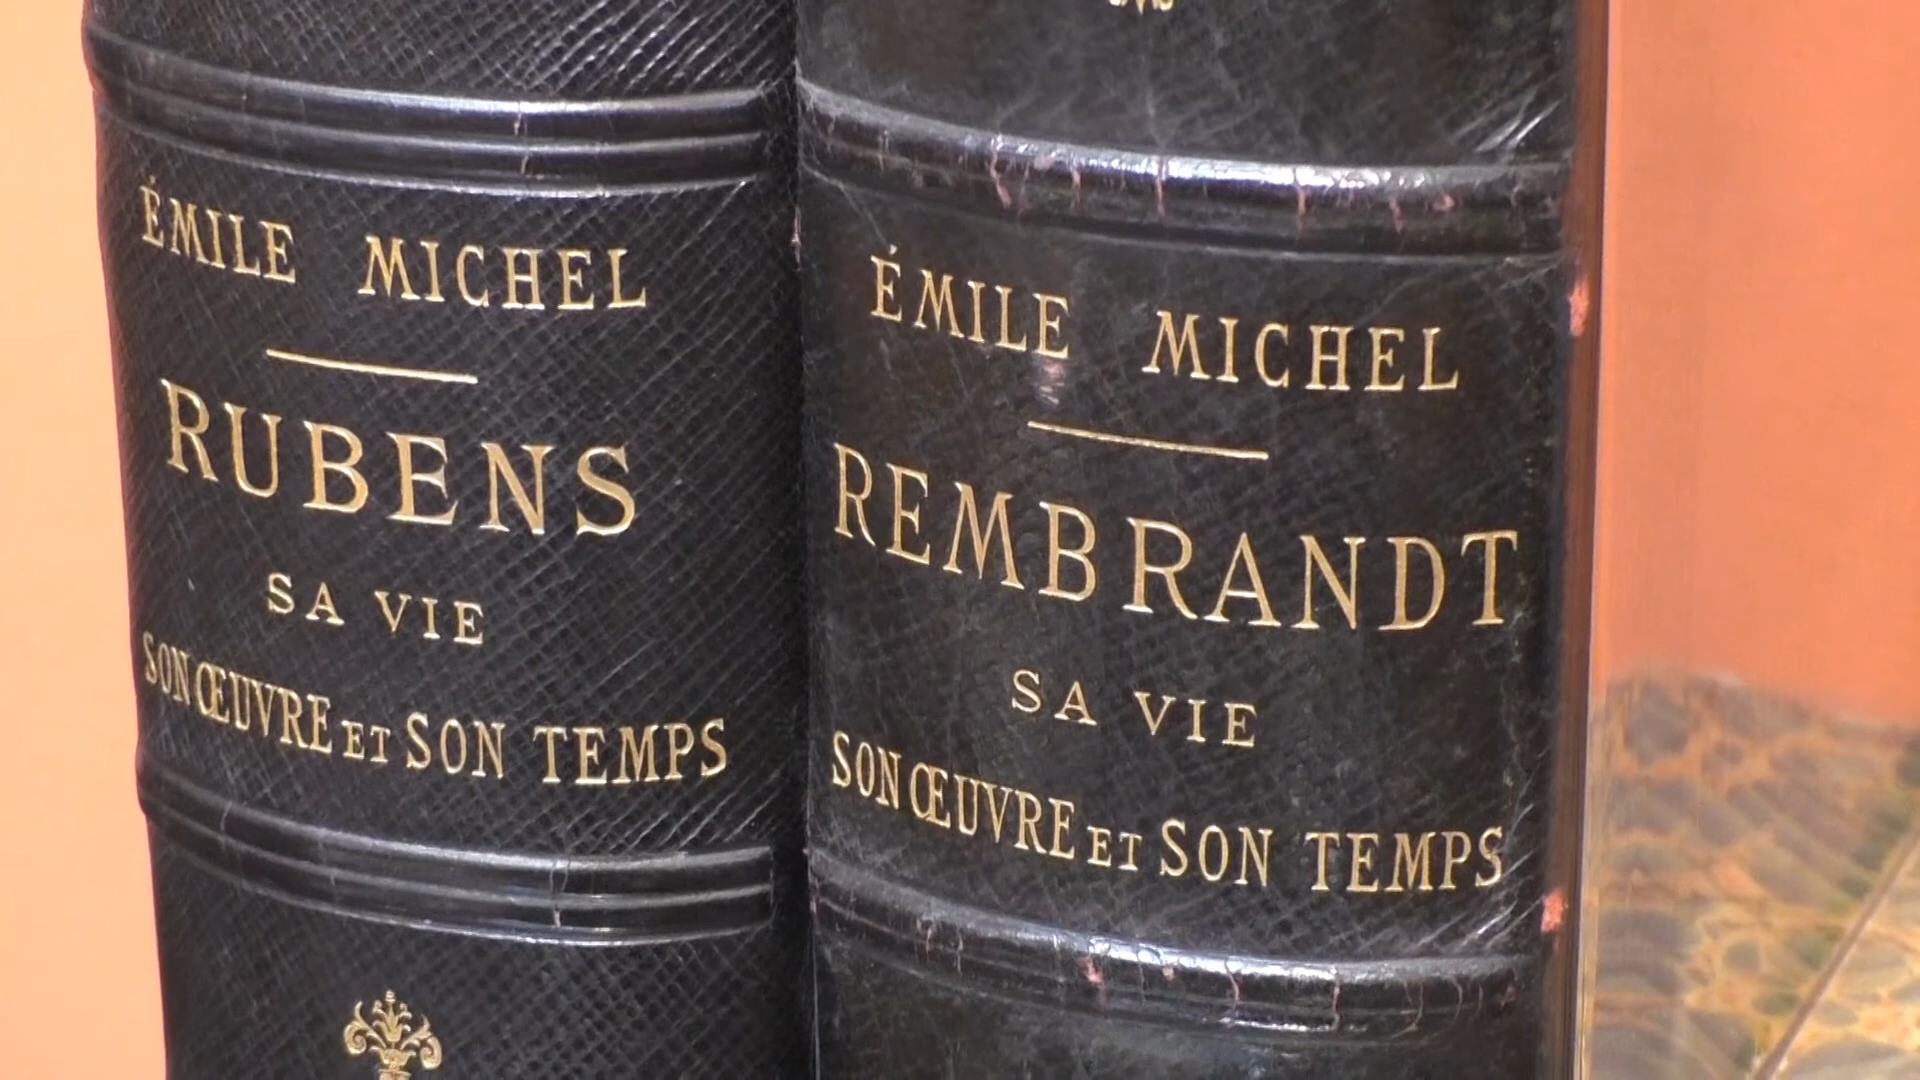 ÉMILE MICHEL
RUBENS
SA VIE
SON ŒUVRE ET SON TEMPS
ÉMILE MICHEL
REMBRANDT
SA VIE
SON ŒUVRE ET SON TEMPS